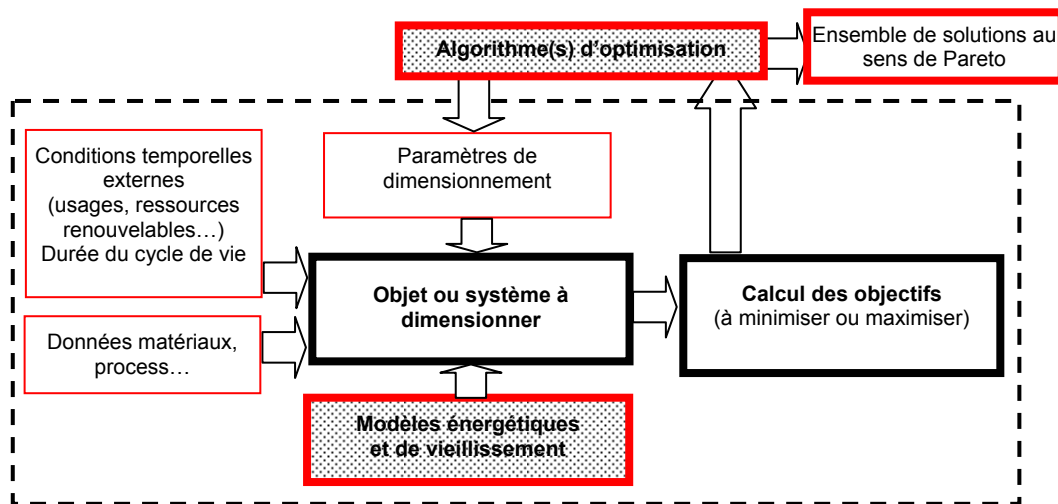 Algorithme(s) d'optimisation
Ensemble de solutions au
sens de Pareto
Conditions temporelles
externes
(usages, ressources
renouvelables…)
Durée du cycle de vie
Paramètres de
dimensionnement
Objet ou système à
dimensionner
Calcul des objectifs
(à minimiser ou maximiser)
Données matériaux,
process…
Modèles énergétiques
et de vieillissement